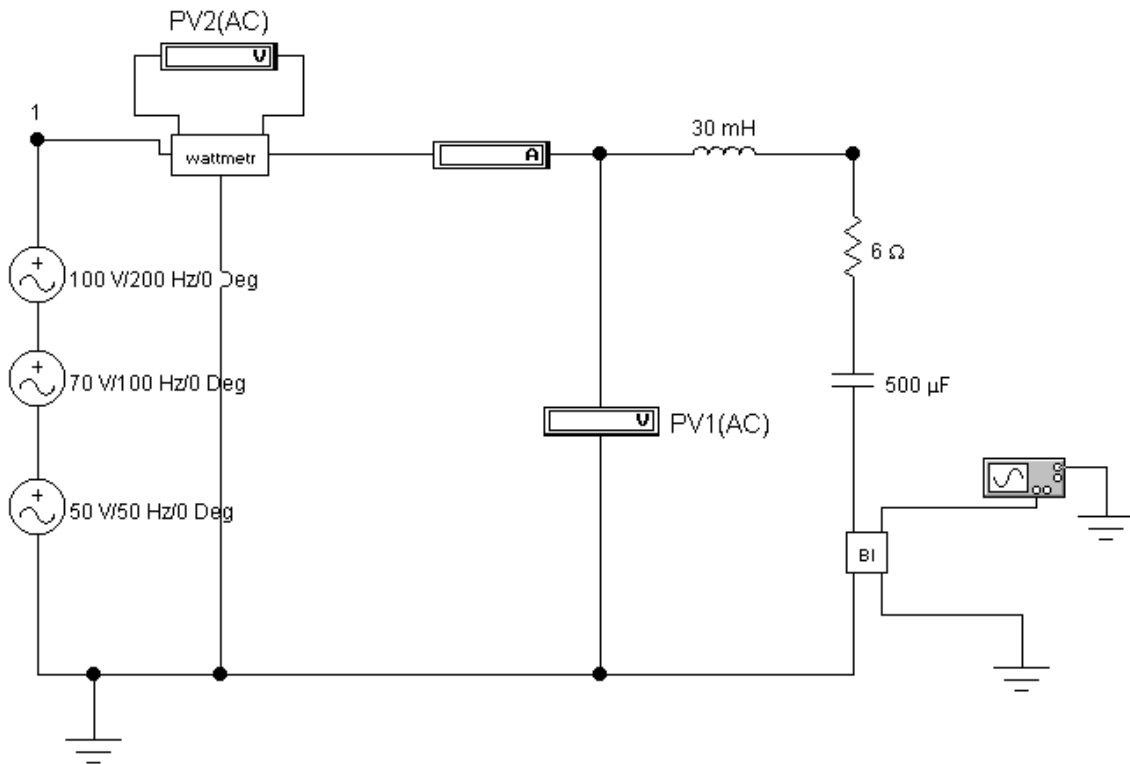 PV2(AC)
V
1
wattmetr
A
30 mH
6 Ω
100 V/200 Hz/0 Deg
70 V/100 Hz/0 Deg
500 µF
V
PV1(AC)
50 V/50 Hz/0 Deg
BI